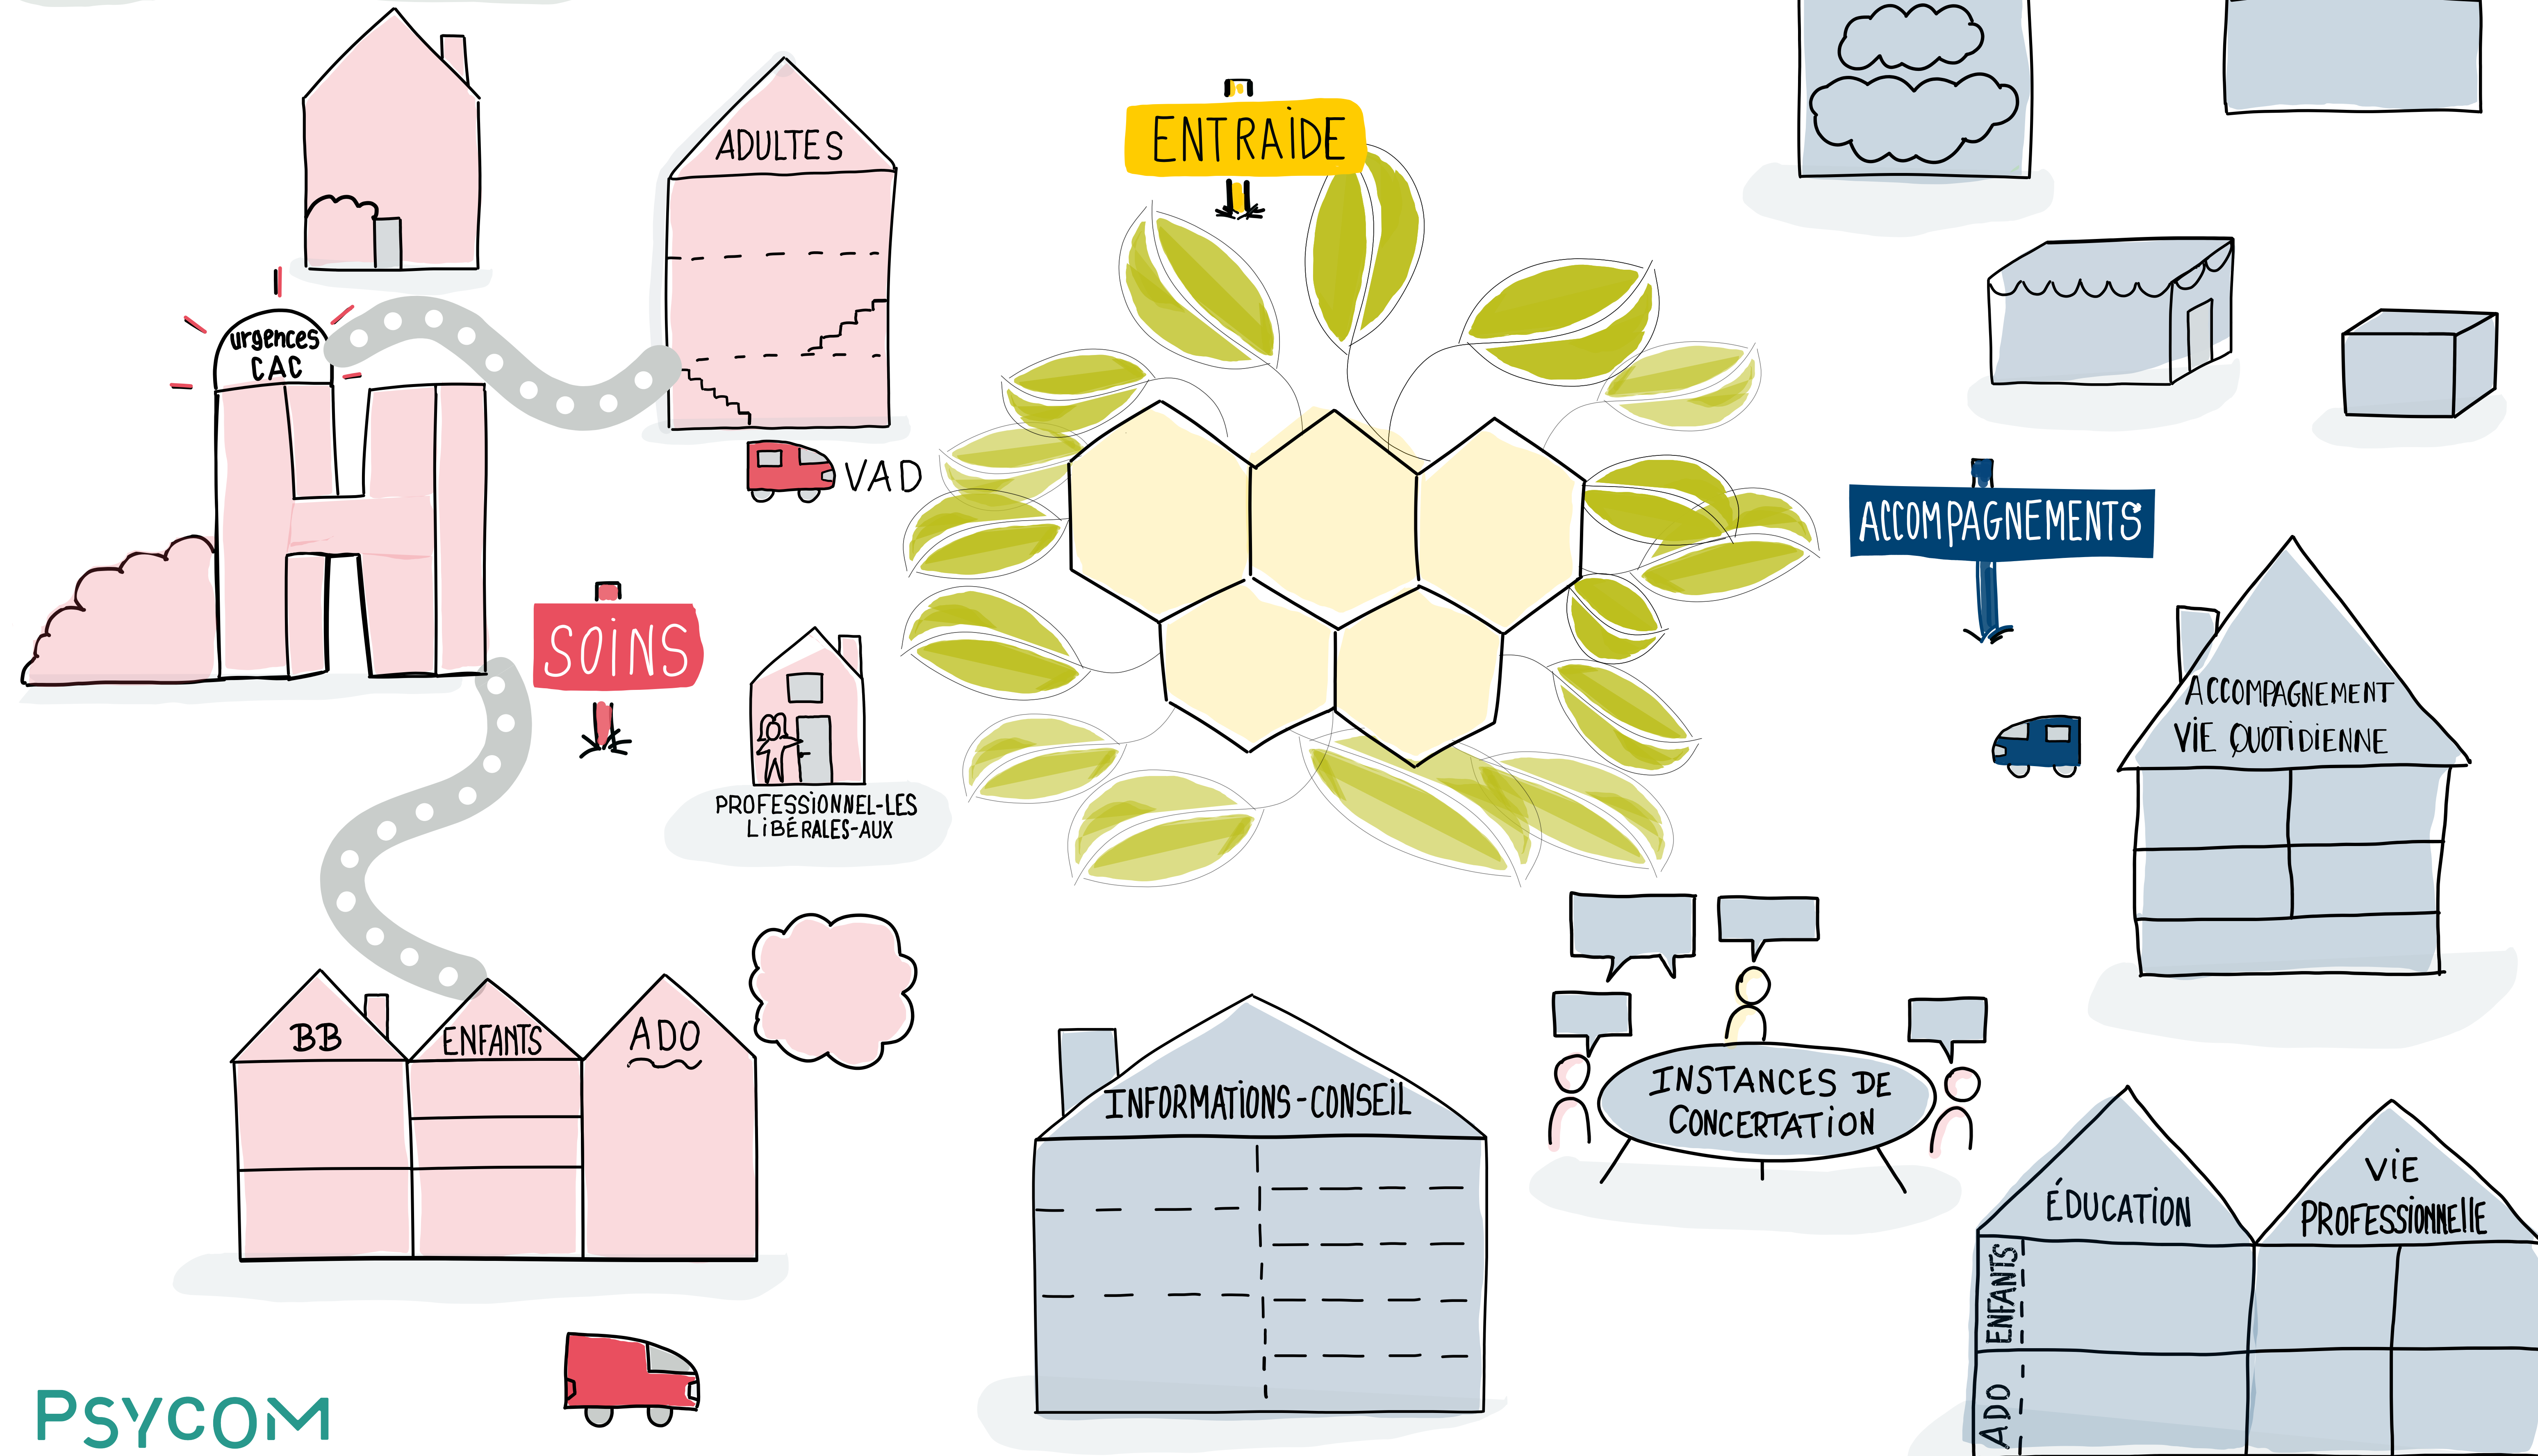 ADULTES
ENTRAIDE
urgences
CAC
VAD
ACCOMPAGNEMENTS
SOINS
ACCOMPAGNEMENT
VIE QUOTIDIENNE
PROFESSIONNEL-LES
LIBÉRALES-AUX
BB
ENFANTS
ADO
INFORMATIONS-CONSEIL
INSTANCES DE
CONCERTATION
ÉDUCATION
VIE
PROFESSIONNELLE
ENFANTS
ADO
PSYCOM